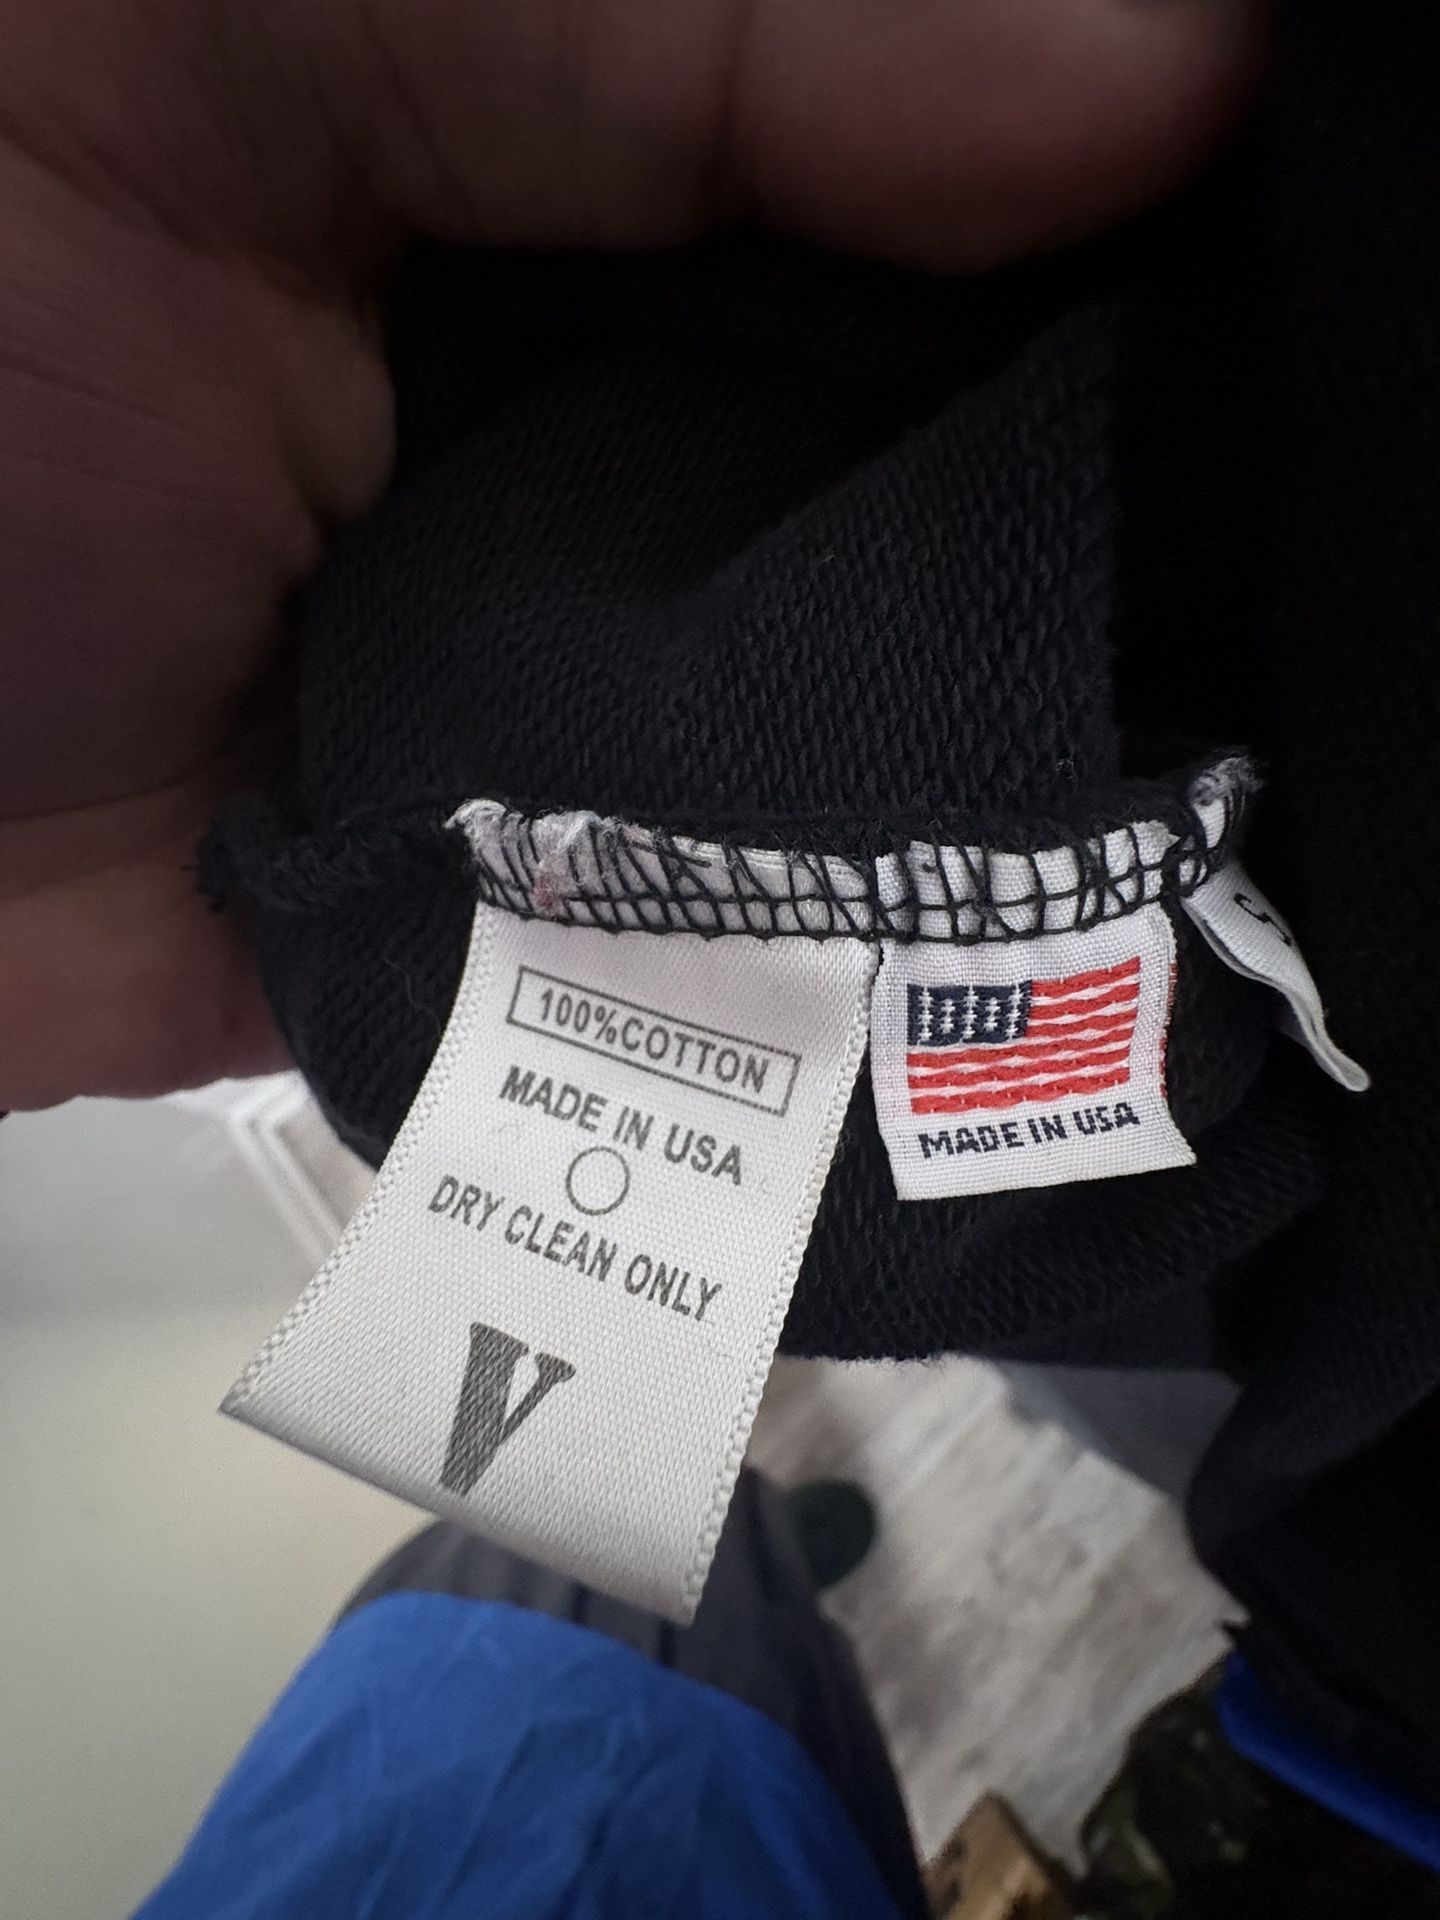 100%COTTON
MADE IN USA
DRY CLEAN ONLY
V
MADE IN USA
S